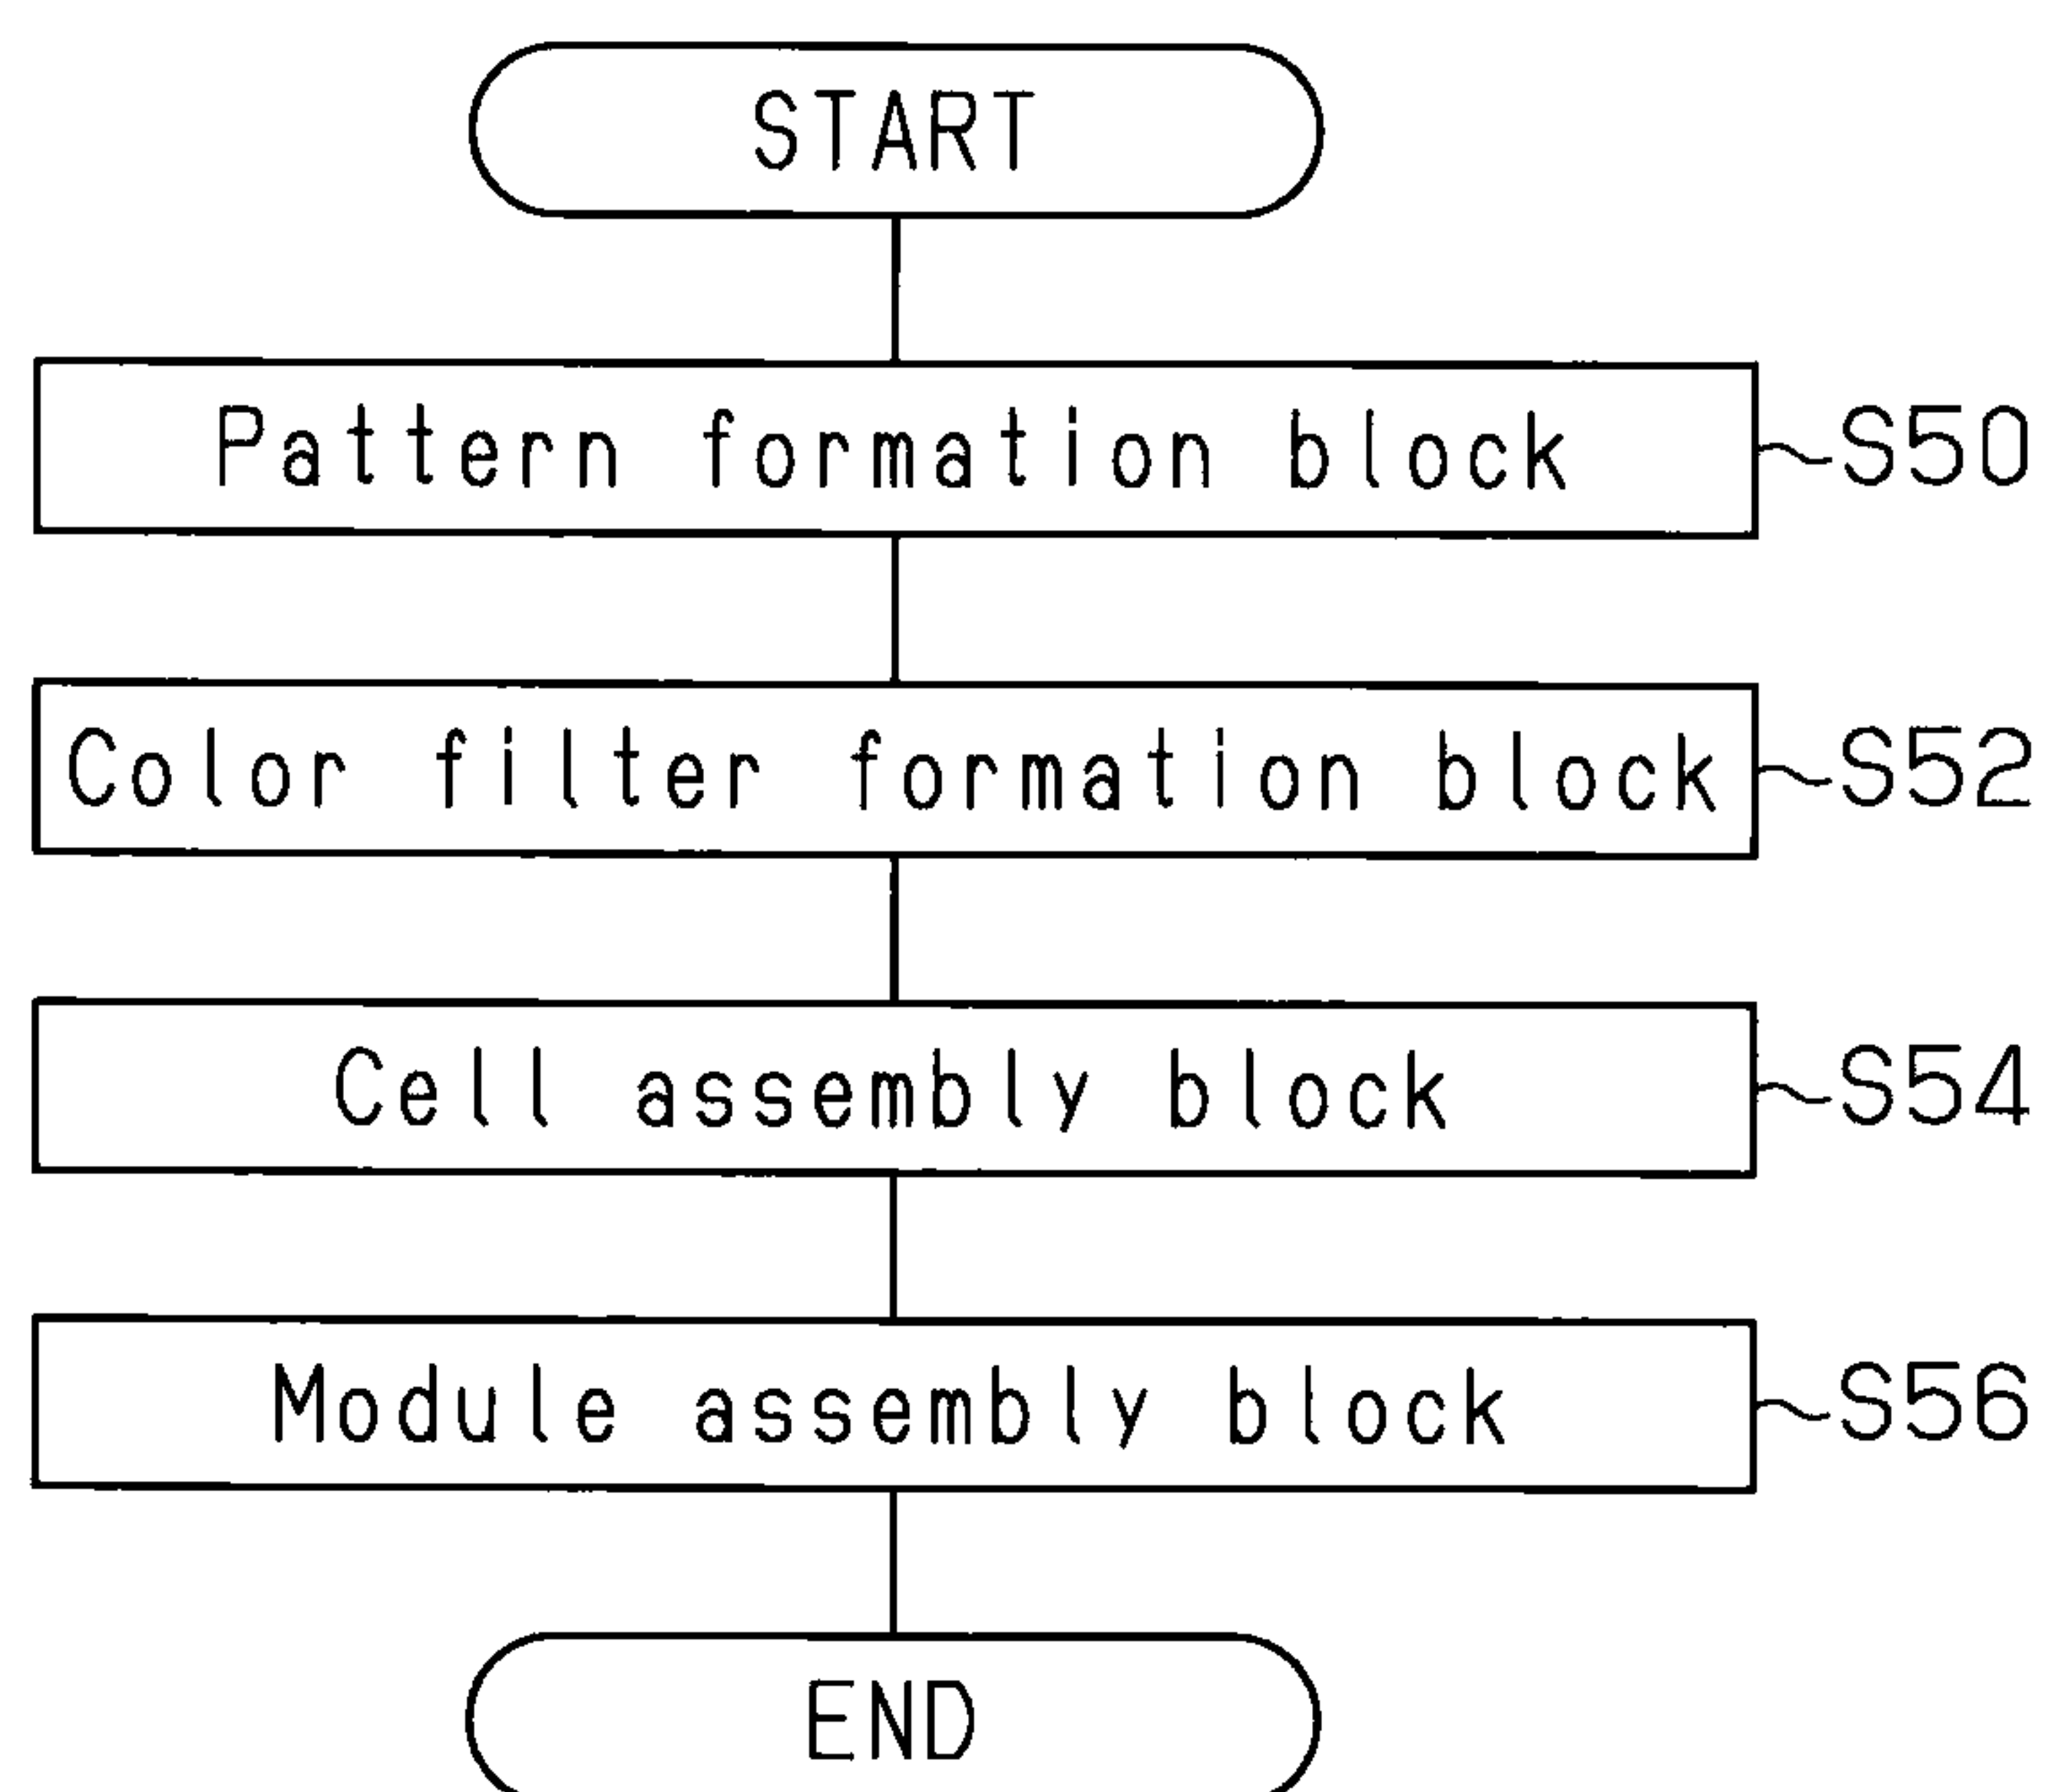 START
Pattern formation block S50
Color filter formation block S52
Cell assembly block S54
Module assembly block S56
END